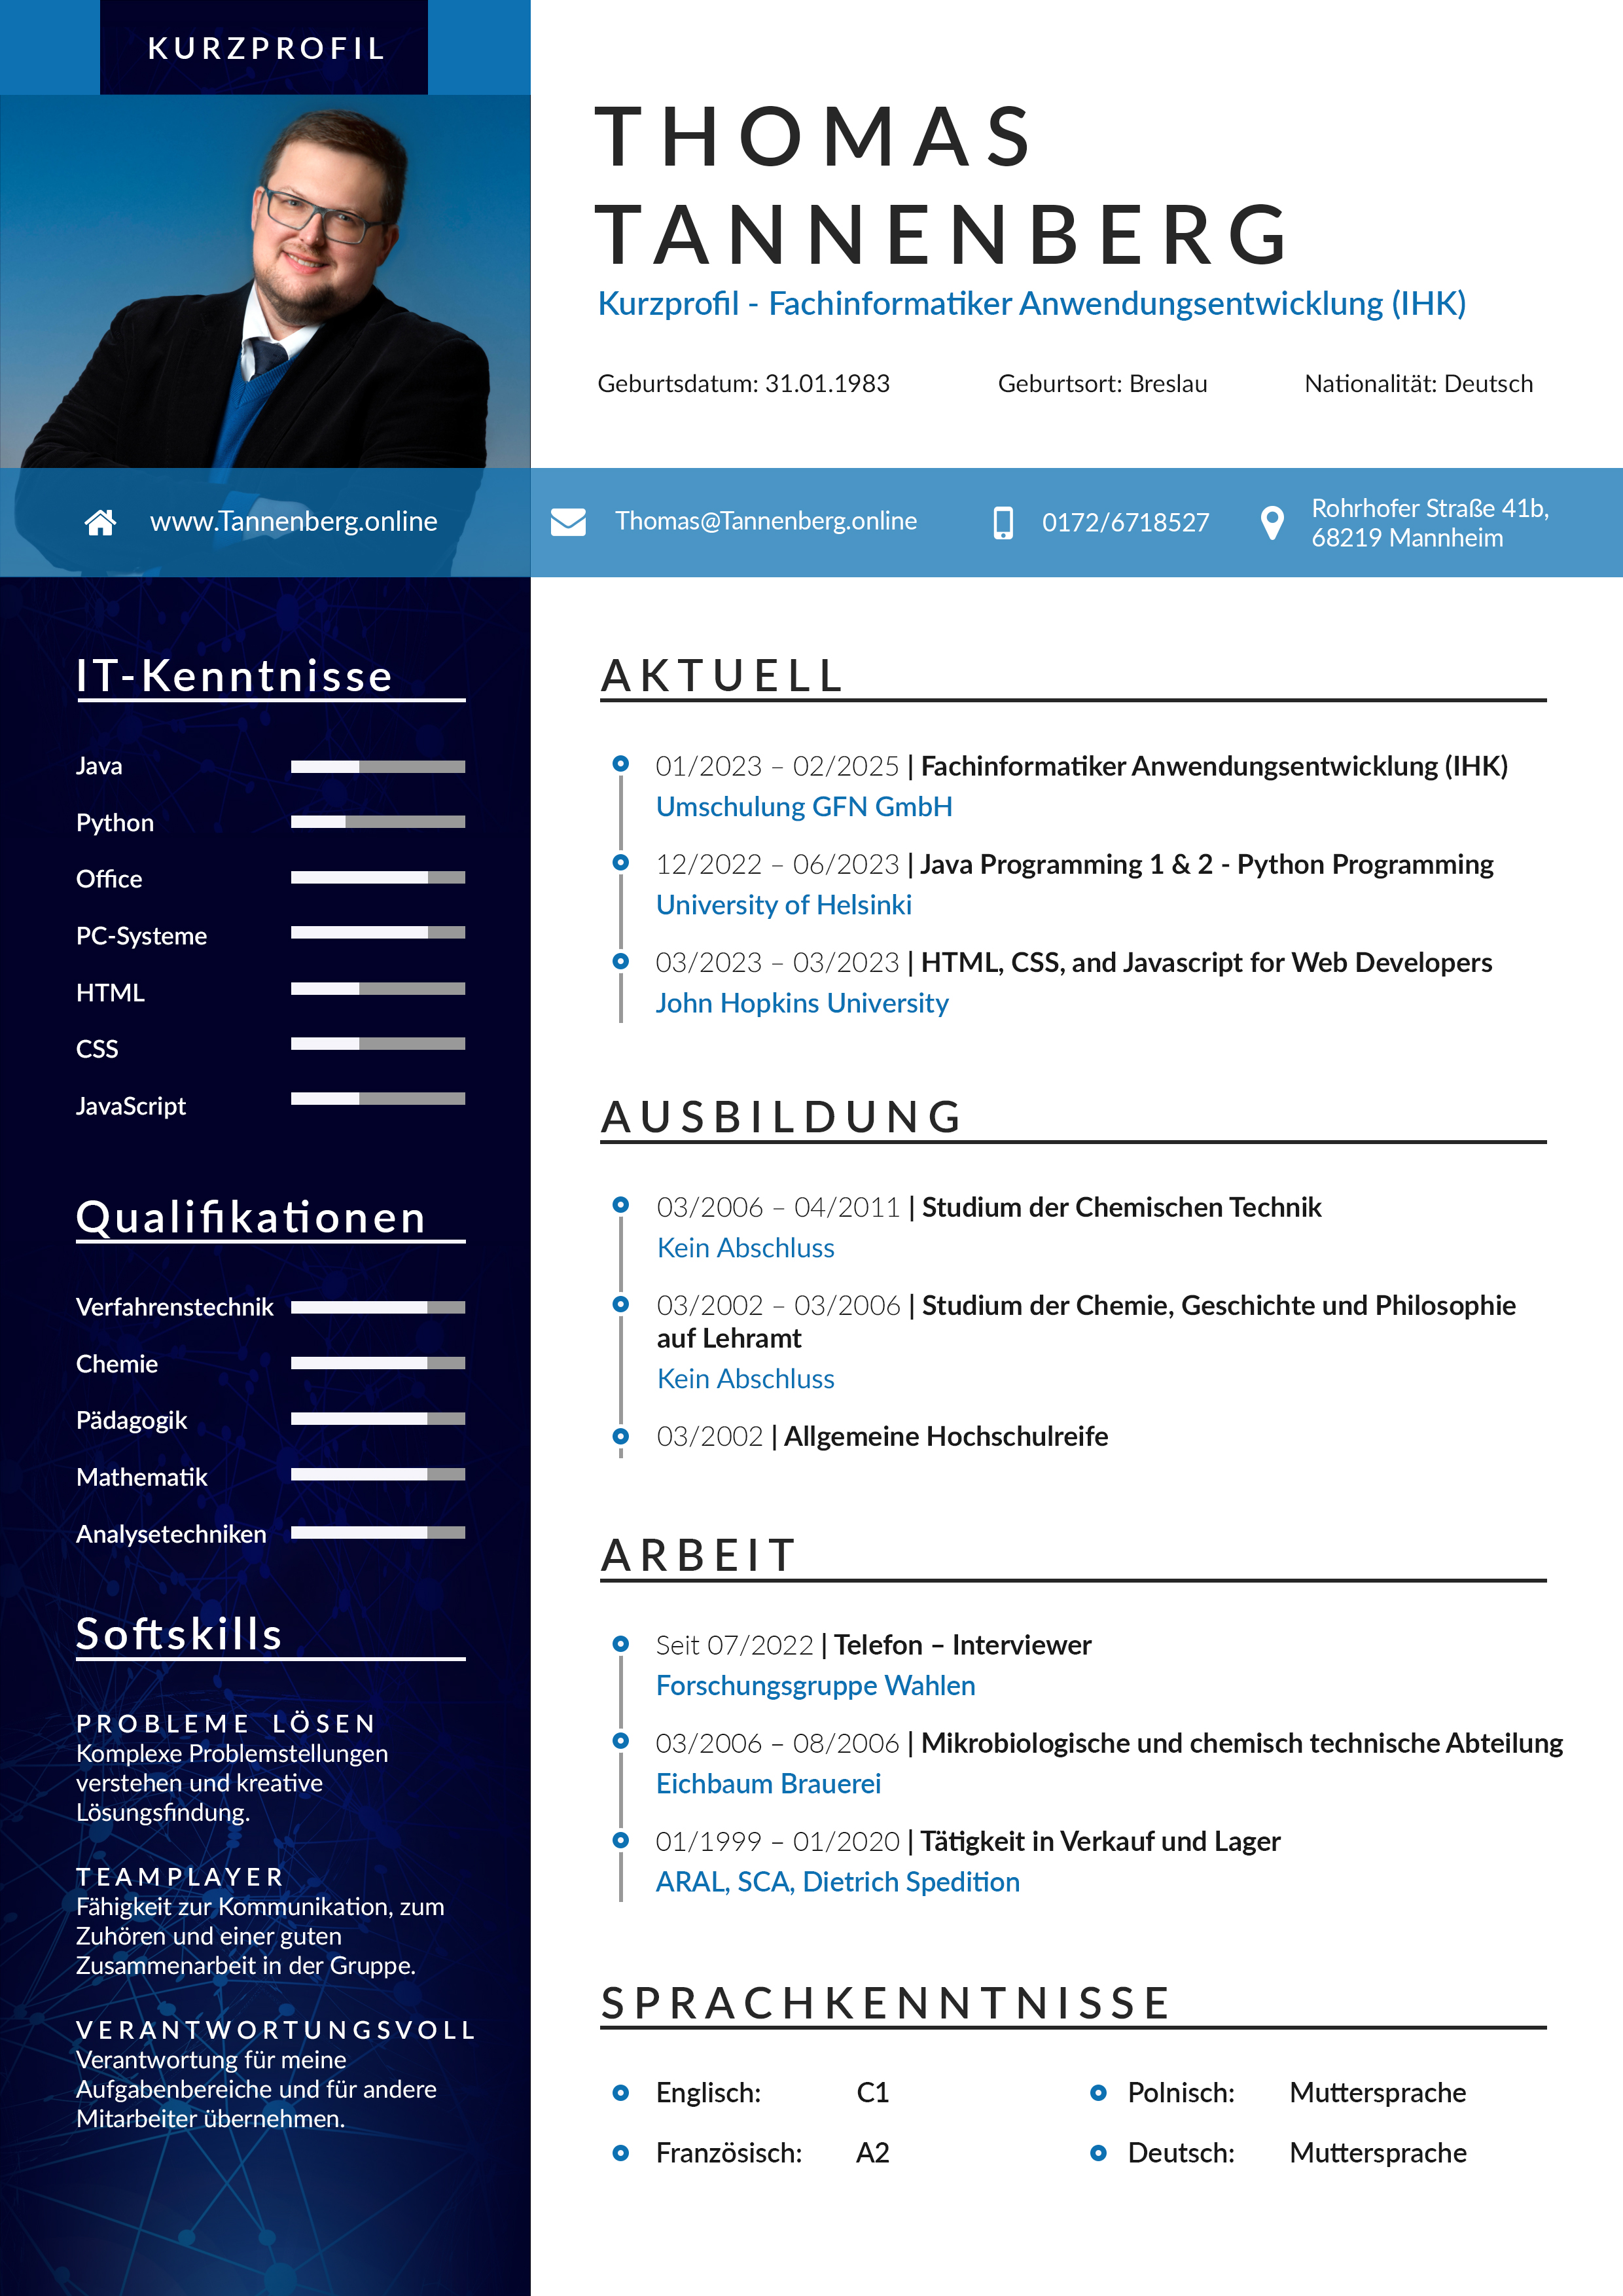 KURZPROFIL
THOMAS
TANNENBERG
Kurzprofil - Fachinformatiker Anwendungsentwicklung (IHK)
Geburtsdatum: 31.01.1983 Geburtsort: Breslau Nationalität: Deutsch
www.Tannenberg.online Thomas@Tannenberg.online 0172/6718527 Rohrhofer Straße 41b,
68219 Mannheim
IT-Kenntnisse
Java
Python
Office
PC-Systeme
HTML
CSS
JavaScript
Qualifikationen
Verfahrenstechnik
Chemie
Pädagogik
Mathematik
Analysetechniken
Softskills
PROBLEME LÖSEN
Komplexe Problemstellungen
verstehen und kreative
Lösungsfindung.
TEAMPLAYER
Fähigkeit zur Kommunikation, zum
Zuhören und einer guten
Zusammenarbeit in der Gruppe.
VERANTWORTUNGSVOLL
Verantwortung für meine
Aufgabenbereiche und für andere
Mitarbeiter übernehmen.
AKTUELL
01/2023 – 02/2025 | Fachinformatiker Anwendungsentwicklung (IHK)
Umschulung GFN GmbH
12/2022 – 06/2023 | Java Programming 1 & 2 - Python Programming
University of Helsinki
03/2023 – 03/2023 | HTML, CSS, and Javascript for Web Developers
John Hopkins University
AUSBILDUNG
03/2006 – 04/2011 | Studium der Chemischen Technik
Kein Abschluss
03/2002 – 03/2006 | Studium der Chemie, Geschichte und Philosophie
auf Lehramt
Kein Abschluss
03/2002 | Allgemeine Hochschulreife
ARBEIT
Seit 07/2022 | Telefon – Interviewer
Forschungsgruppe Wahlen
03/2006 – 08/2006 | Mikrobiologische und chemisch technische Abteilung
Eichbaum Brauerei
01/1999 – 01/2020 | Tätigkeit in Verkauf und Lager
ARAL, SCA, Dietrich Spedition
SPRACHKENNTNISSE
Englisch: C1 Polnisch: Muttersprache
Französisch: A2 Deutsch: Muttersprache